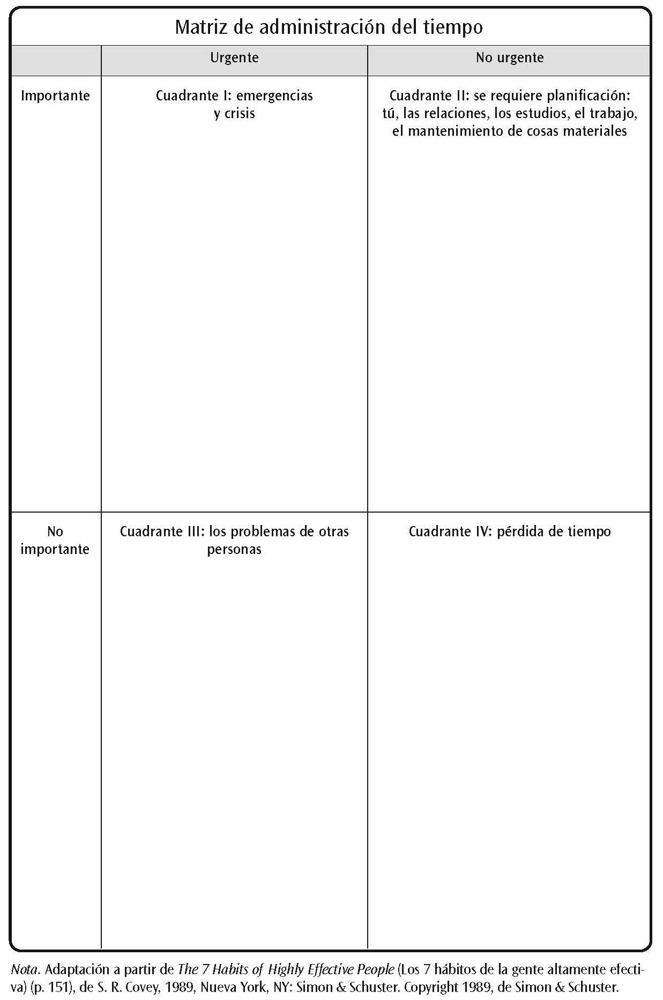 Matriz de administración del tiempo
Urgente
No urgente
Importante
Cuadrante I: emergencias
y crisis
Cuadrante II: se requiere planificación:
tú, las relaciones, los estudios, el trabajo,
el mantenimiento de cosas materiales
No
importante
Cuadrante III: los problemas de otras
personas
Cuadrante IV: pérdida de tiempo
Nota. Adaptación a partir de The 7 Habits of Highly Effective People (Los 7 hábitos de la gente altamente efecti-
va) (p. 151), de S. R. Covey, 1989, Nueva York, NY: Simon & Schuster. Copyright 1989, de Simon & Schuster.